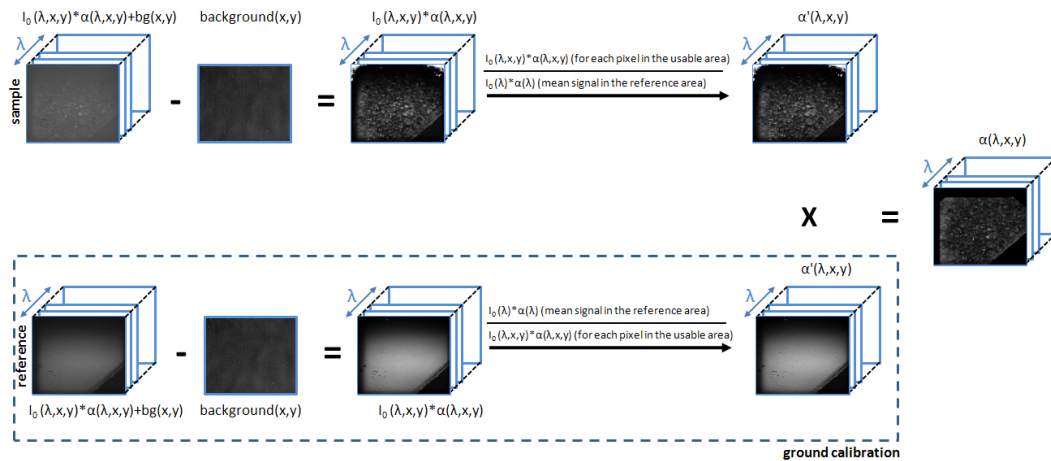 I₀(λ,x,y)*α(λ,x,y)+bg(x,y)
background(x,y)
I₀(λ,x,y)*α(λ,x,y)
α'(λ,x,y)
λ
λ
λ
I₀(λ,x,y)*α(λ,x,y) (for each pixel in the usable area)
I₀(λ)*α(λ) (mean signal in the reference area)
sample
-
=
α(λ,x,y)
λ
X
=
α'(λ,x,y)
λ
λ
λ
I₀(λ)*α(λ) (mean signal in the reference area)
I₀(λ,x,y)*α(λ,x,y) (for each pixel in the usable area)
reference
-
=
I₀(λ,x,y)*α(λ,x,y)+bg(x,y)
background(x,y)
I₀(λ,x,y)*α(λ,x,y)
ground calibration